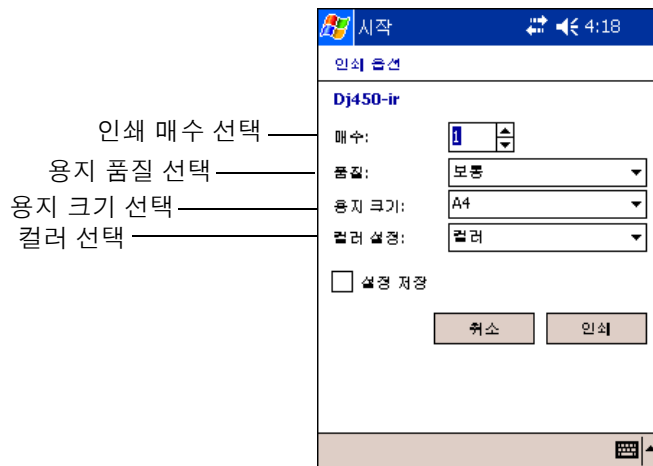 시작 4:18
인쇄 옵션
Dj450-ir
인쇄 매수 선택 매수: 1
용지 품질 선택 품질: 보통
용지 크기 선택 용지 크기: A4
컬러 선택 컬러 설정: 컬러
설정 저장
취소 인쇄